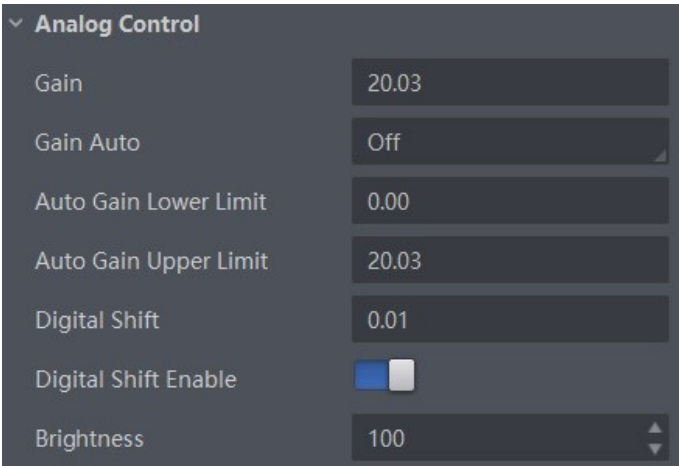 Analog Control
Gain 20.03
Gain Auto Off
Auto Gain Lower Limit 0.00
Auto Gain Upper Limit 20.03
Digital Shift 0.01
Digital Shift Enable
Brightness 100